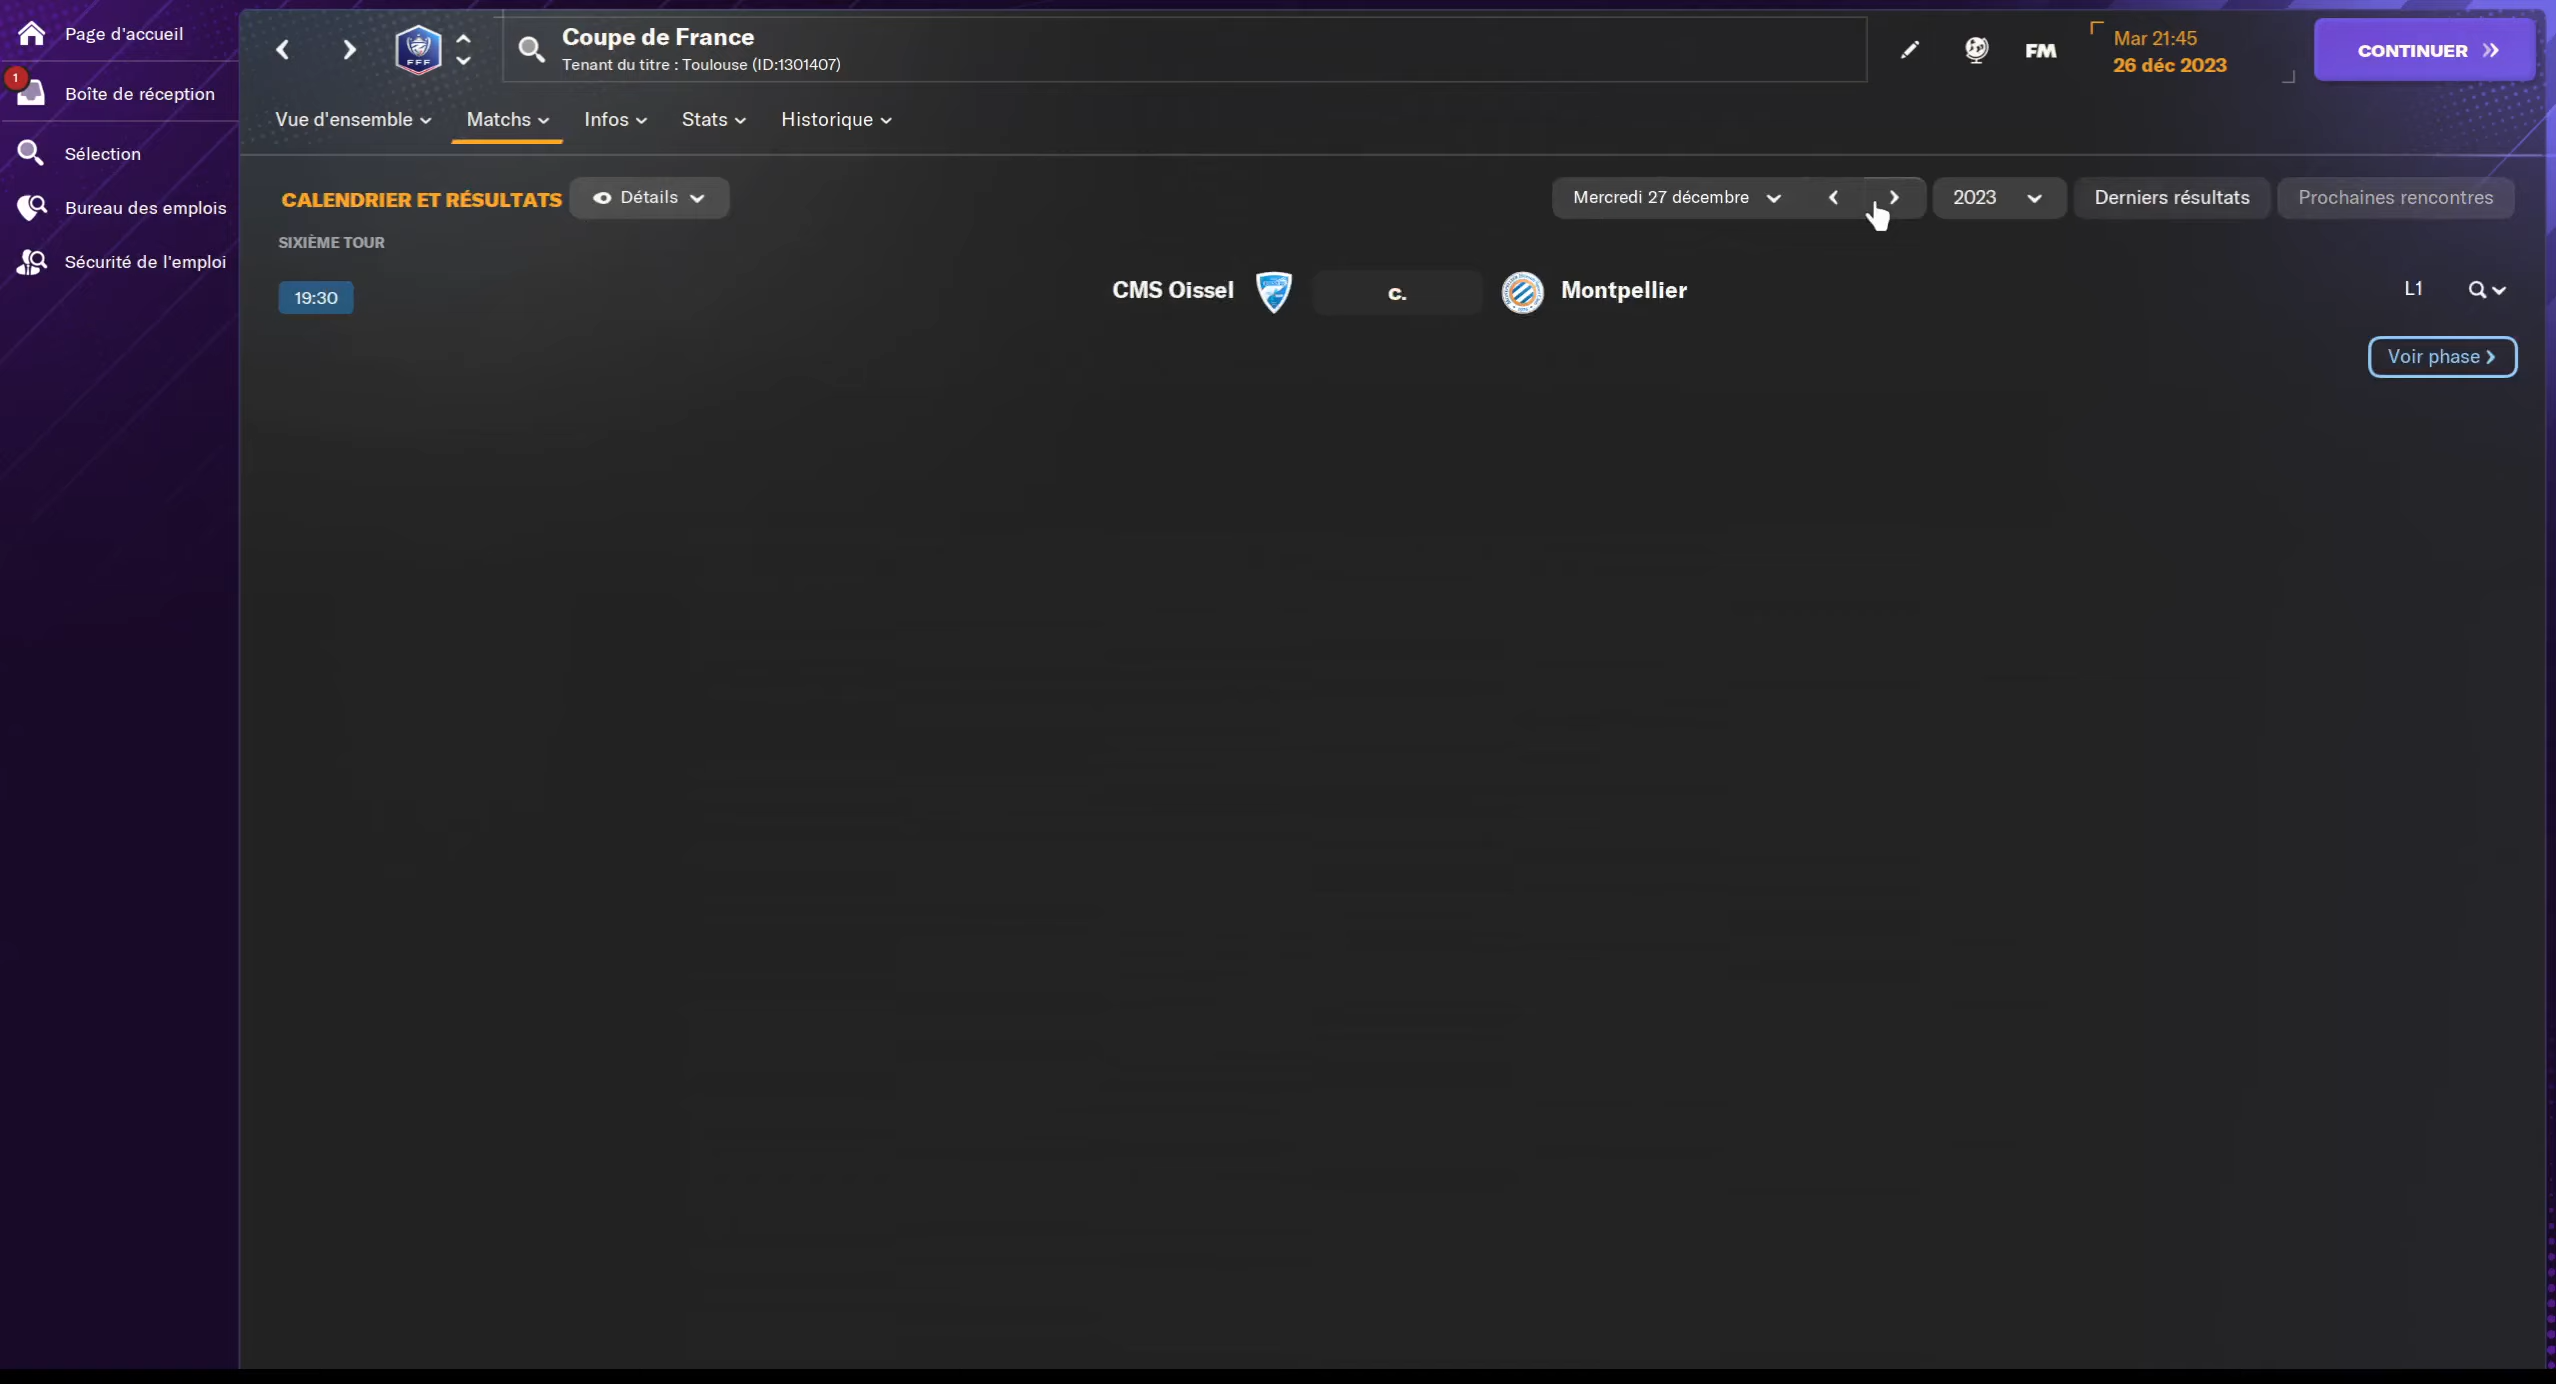 Page d'accueil
1
Boîte de réception
Sélection
Bureau des emplois
Sécurité de l'emploi
FFF
Coupe de France
Tenant du titre : Toulouse (ID:1301407)
FM
Mar 21:45
26 déc 2023
CONTINUER
Vue d'ensemble
Matchs
Infos
Stats
Historique
CALENDRIER ET RÉSULTATS
Détails
Mercredi 27 décembre
2023
Derniers résultats
Prochaines rencontres
SIXIÈME TOUR
19:30
CMS Oissel
c.
Montpellier
L1
Voir phase